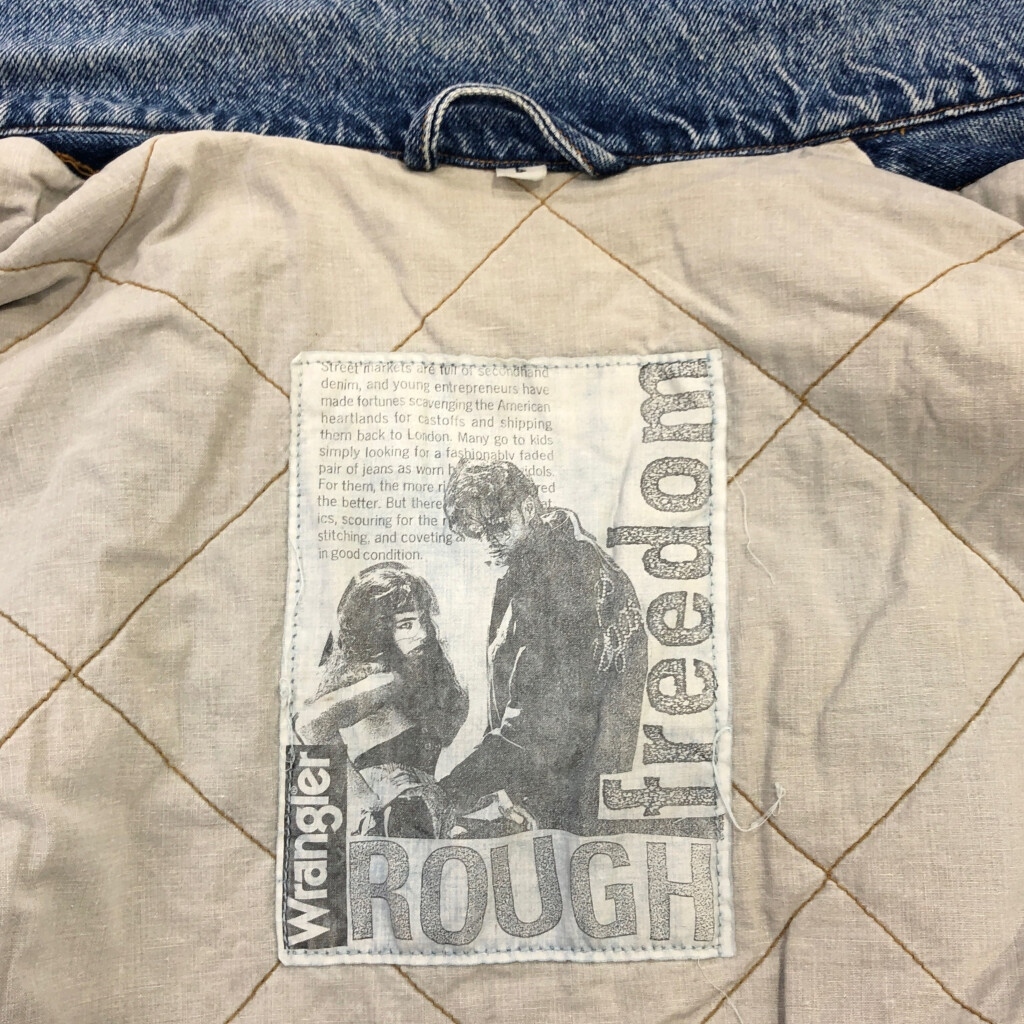 L
Street markets are full of secondhand
denim, and young entrepreneurs have
made fortunes scavenging the American
heartlands for castoffs and shipping
them back to London. Many go to kids
simply looking for a fashionably faded
pair of jeans as worn idols.
For them, the more red
the better. But there
ics, scouring for the
stitching, and coveting
in good condition.
freedom
Wrangler
ROUGH